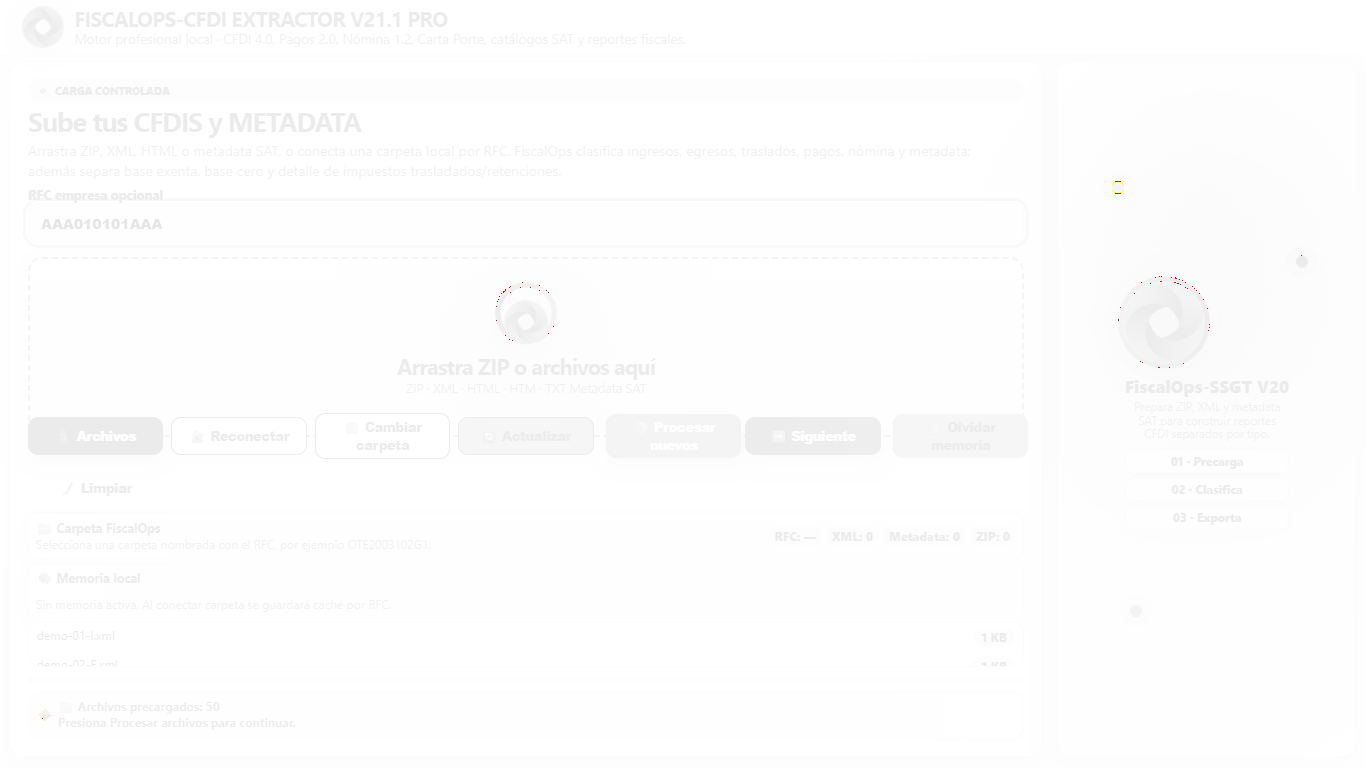 FISCALOPS-CFDI EXTRACTOR V21.1 PRO
Motor profesional local · CFDI 4.0, Pagos 2.0, Nómina 1.2, Carta Porte, catálogos SAT y reportes fiscales.
CARGA CONTROLADA
Sube tus CFDIS y METADATA
Arrastra ZIP, XML, HTML o metadata SAT, o conecta una carpeta local por RFC. FiscalOps clasifica ingresos, egresos, traslados, pagos, nómina y metadata;
además separa base exenta, base cero y detalle de impuestos trasladados/retenciones.
RFC empresa opcional
AAA010101AAA
Arrastra ZIP o archivos aquí
ZIP · XML · HTML · HTM · TXT Metadata SAT
Archivos
Reconectar
Cambiar
carpeta
Actualizar
Procesar
nuevos
Siguiente
Olvidar
memoria
Limpiar
Carpeta FiscalOps
Selecciona una carpeta nombrada con el RFC, por ejemplo OTE2003102G1.
RFC: —
XML: 0
Metadata: 0
ZIP: 0
Memoria local
Sin memoria activa. Al conectar carpeta se guardará caché por RFC.
demo-01-I.xml
1 KB
demo-02-E.xml
1 KB
Archivos precargados: 50
Presiona Procesar archivos para continuar.
FiscalOps-SSGT V20
Prepara ZIP, XML y metadata
SAT para construir reportes
CFDI separados por tipo.
01 · Precarga
02 · Clasifica
03 · Exporta